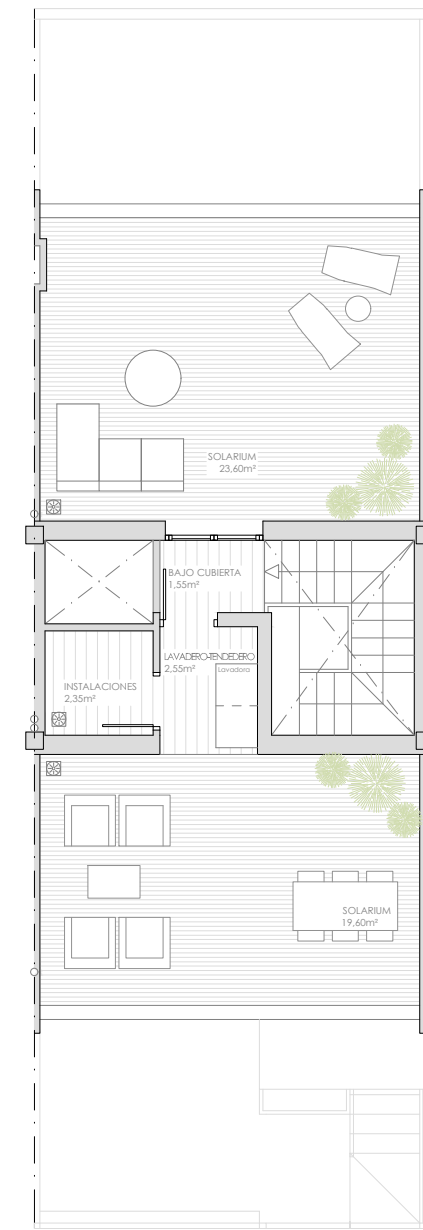 SOLARIUM
23,60m²
BAJO CUBIERTA
1,55m²
LAVADERO-TENDEDERO
2,55m²
Lavadora
INSTALACIONES
2,35m²
SOLARIUM
19,60m²